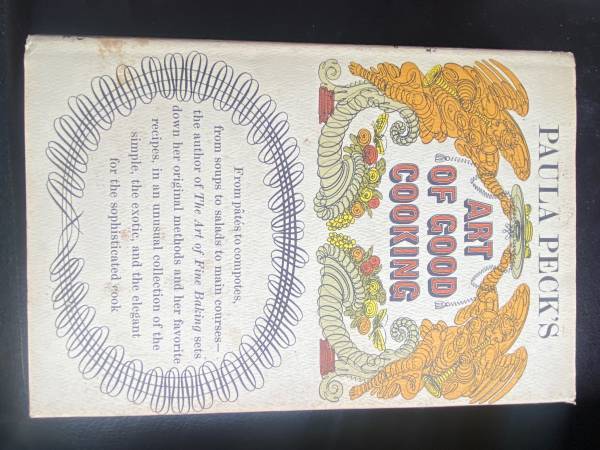 PAULA PECK'S
ART
OF GOOD
COOKING
From pâtés to compotes,
from soups to salads to main courses—
the author of The Art of Fine Baking sets
down her original methods and her favorite
recipes, in an unusual collection of the
simple, the exotic, and the elegant
for the sophisticated cook